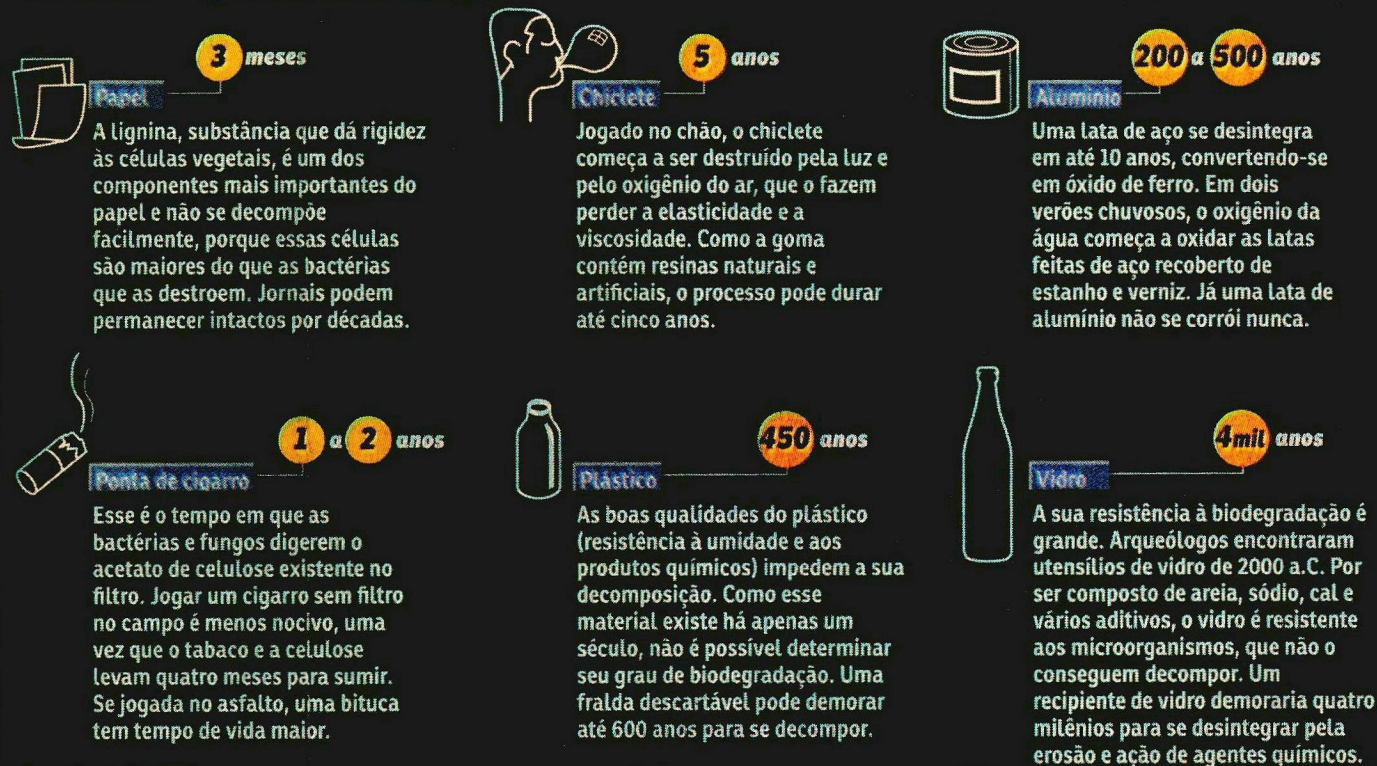 3 meses
Papel
A lignina, substância que dá rigidez
às células vegetais, é um dos
componentes mais importantes do
papel e não se decompõe
facilmente, porque essas células
são maiores do que as bactérias
que as destroem. Jornais podem
permanecer intactos por décadas.
5 anos
Chiclete
Jogado no chão, o chiclete
começa a ser destruído pela luz e
pelo oxigênio do ar, que o fazem
perder a elasticidade e a
viscosidade. Como a goma
contém resinas naturais e
artificiais, o processo pode durar
até cinco anos.
200 a 500 anos
Alumínio
Uma lata de aço se desintegra
em até 10 anos, convertendo-se
em óxido de ferro. Em dois
verões chuvosos, o oxigênio da
água começa a oxidar as latas
feitas de aço recoberto de
estanho e verniz. Já uma lata de
alumínio não se corrói nunca.
1 a 2 anos
Ponta de cigarro
Esse é o tempo em que as
bactérias e fungos digerem o
acetato de celulose existente no
filtro. Jogar um cigarro sem filtro
no campo é menos nocivo, uma
vez que o tabaco e a celulose
levam quatro meses para sumir.
Se jogada no asfalto, uma bituca
tem tempo de vida maior.
450 anos
Plástico
As boas qualidades do plástico
(resistência à umidade e aos
produtos químicos) impedem a sua
decomposição. Como esse
material existe há apenas um
século, não é possível determinar
seu grau de biodegradação. Uma
fralda descartável pode demorar
até 600 anos para se decompor.
4 mil anos
Vidro
A sua resistência à biodegradação é
grande. Arqueólogos encontraram
utensílios de vidro de 2000 a.C. Por
ser composto de areia, sódio, cal e
vários aditivos, o vidro é resistente
aos microorganismos, que não o
conseguem decompor. Um
recipiente de vidro demoraria quatro
milênios para se desintegrar pela
erosão e ação de agentes químicos.